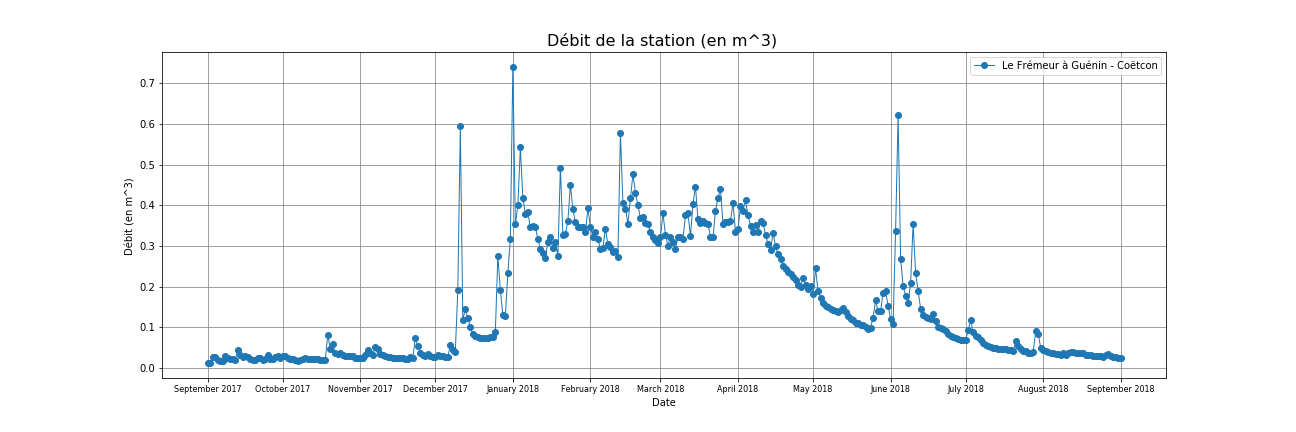 Débit de la station (en m^3)
Le Frémeur à Guénin - Coëtcon
0.7
0.6
0.5
0.4
0.3
0.2
0.1
0.0
Débit (en m^3)
September 2017 October 2017 November 2017 December 2017 January 2018 February 2018 March 2018 April 2018 May 2018 June 2018 July 2018 August 2018 September 2018
Date